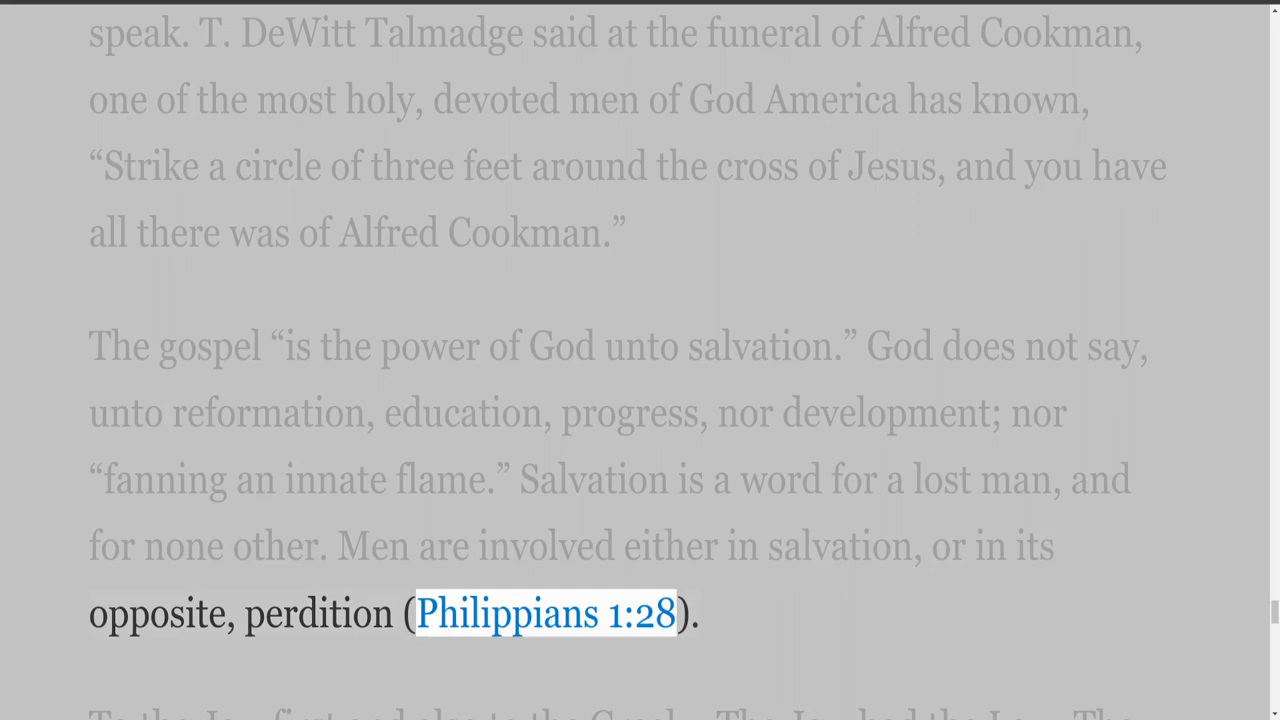 speak. T. DeWitt Talmadge said at the funeral of Alfred Cookman,
one of the most holy, devoted men of God America has known,
“Strike a circle of three feet around the cross of Jesus, and you have
all there was of Alfred Cookman.”
The gospel “is the power of God unto salvation.” God does not say,
unto reformation, education, progress, nor development; nor
“fanning an innate flame.” Salvation is a word for a lost man, and
for none other. Men are involved either in salvation, or in its
opposite, perdition (Philippians 1:28).